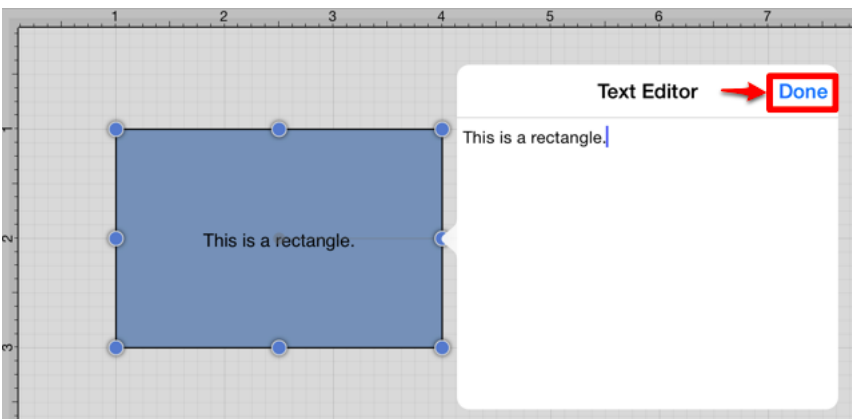 1 2 3 4 5 6 7
Text Editor Done
1
This is a rectangle.
2
This is a rectangle.
3